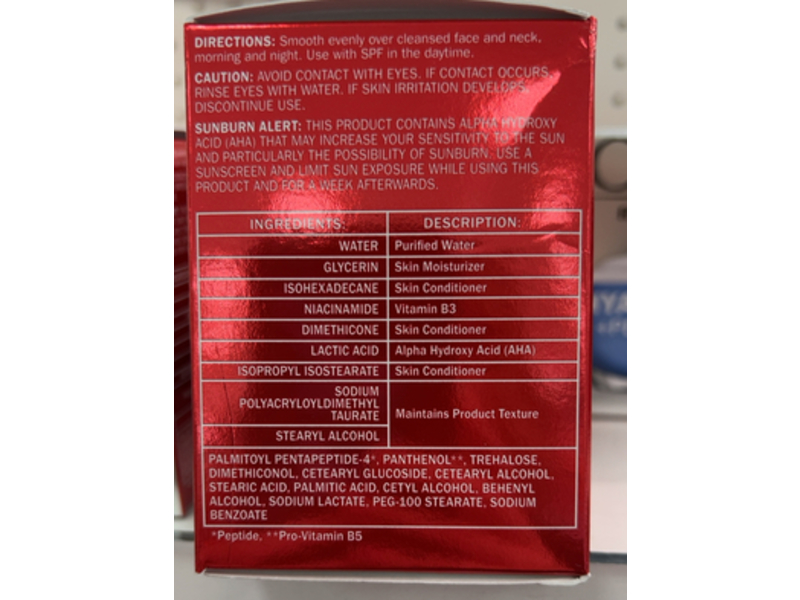 DIRECTIONS: Smooth evenly over cleansed face and neck,
morning and night. Use with SPF in the daytime.
CAUTION: AVOID CONTACT WITH EYES. IF CONTACT OCCURS,
RINSE EYES WITH WATER. IF SKIN IRRITATION DEVELOPS,
DISCONTINUE USE.
SUNBURN ALERT: THIS PRODUCT CONTAINS ALPHA HYDROXY
ACID (AHA) THAT MAY INCREASE YOUR SENSITIVITY TO THE SUN
AND PARTICULARLY THE POSSIBILITY OF SUNBURN. USE A
SUNSCREEN AND LIMIT SUN EXPOSURE WHILE USING THIS
PRODUCT AND FOR A WEEK AFTERWARDS.
INGREDIENTS: DESCRIPTION:
WATER Purified Water
GLYCERIN Skin Moisturizer
ISOHEXADECANE Skin Conditioner
NIACINAMIDE Vitamin B3
DIMETHICONE Skin Conditioner
LACTIC ACID Alpha Hydroxy Acid (AHA)
ISOPROPYL ISOSTEARATE Skin Conditioner
SODIUM
POLYACRYLOYLDIMETHYL
TAURATE Maintains Product Texture
STEARYL ALCOHOL
PALMITOYL PENTAPEPTIDE-4*, PANTHENOL**, TREHALOSE,
DIMETHICONOL, CETEARYL GLUCOSIDE, CETEARYL ALCOHOL,
STEARIC ACID, PALMITIC ACID, CETYL ALCOHOL, BEHENYL
ALCOHOL, SODIUM LACTATE, PEG-100 STEARATE, SODIUM
BENZOATE
*Peptide, **Pro-Vitamin B5